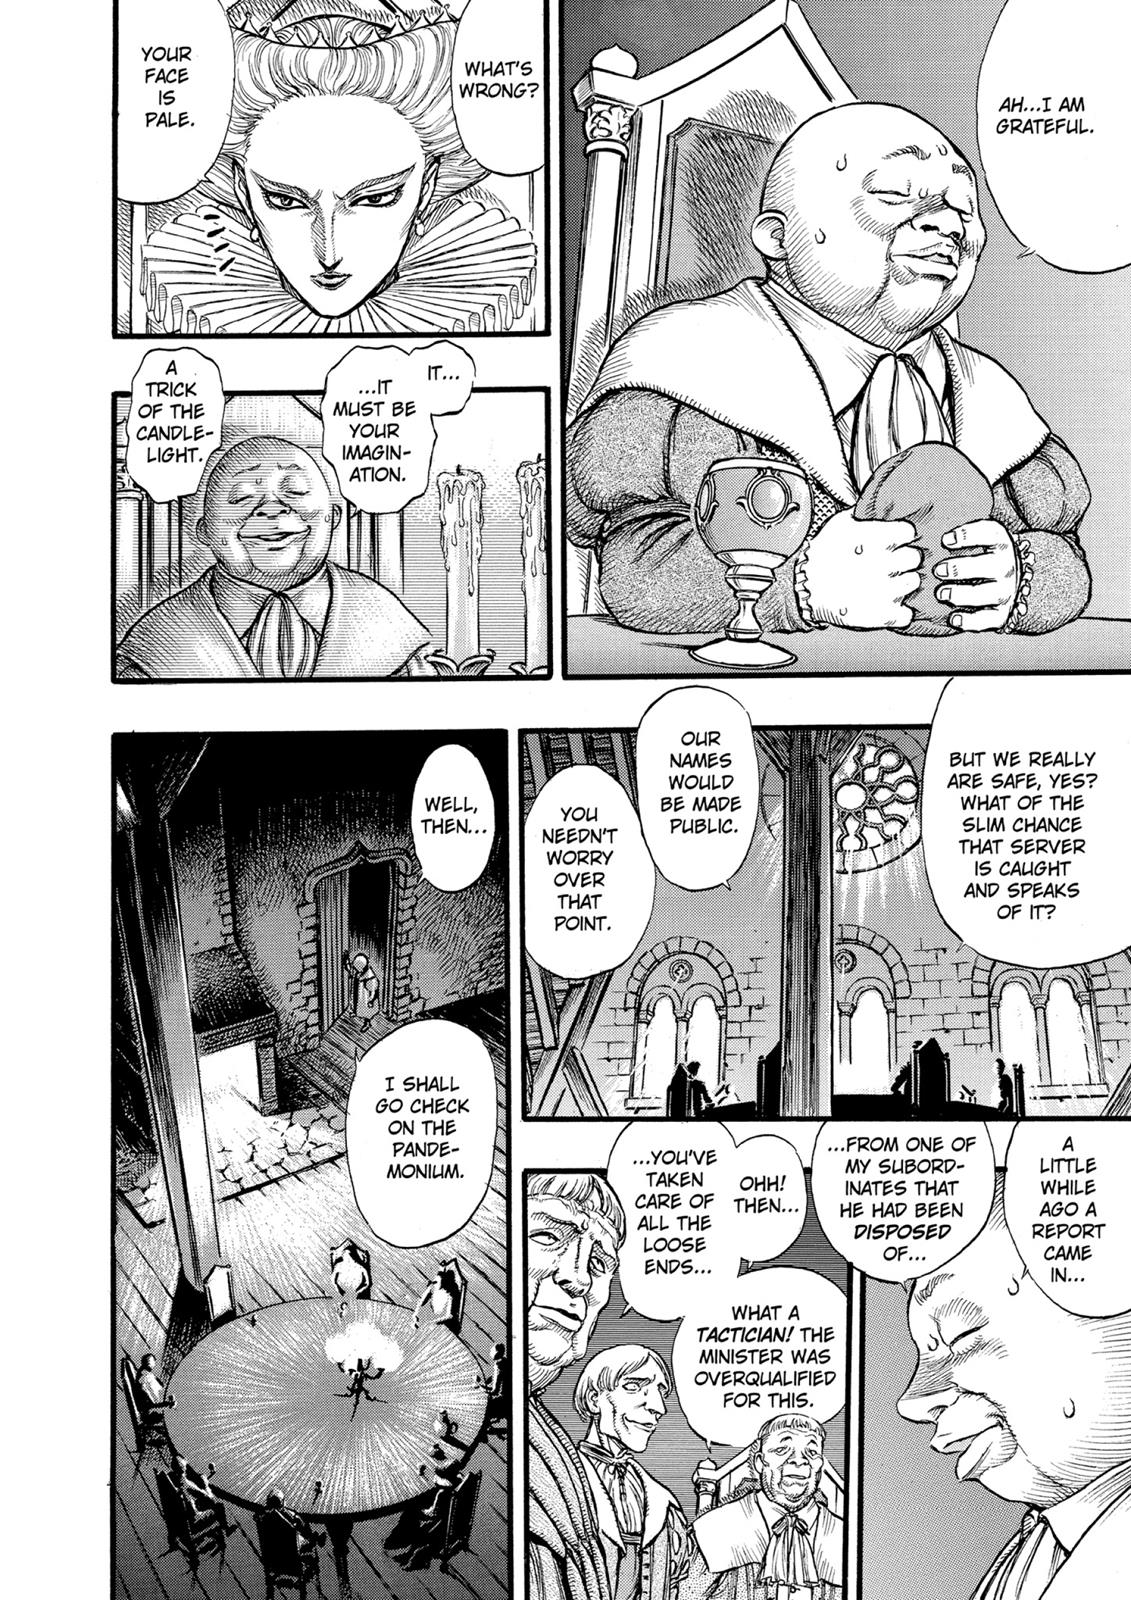 AH...I AM
GRATEFUL.
WHAT'S
WRONG?
YOUR
FACE
IS
PALE.
IT...
...IT
MUST BE
YOUR
IMAGIN-
ATION.
A
TRICK
OF THE
CANDLE-
LIGHT.
BUT WE REALLY
ARE SAFE, YES?
WHAT OF THE
SLIM CHANCE
THAT SERVER
IS CAUGHT
AND SPEAKS
OF IT?
OUR
NAMES
WOULD
BE MADE
PUBLIC.
YOU
NEEDN'T
WORRY
OVER
THAT
POINT.
A
LITTLE
WHILE
AGO A
REPORT
CAME
IN...
...FROM ONE OF
MY SUBORD-
INATES THAT
HE HAD BEEN
DISPOSED
OF...
OHH!
THEN...
...YOU'VE
TAKEN
CARE OF
ALL THE
LOOSE
ENDS...
WHAT A
TACTICIAN! THE
MINISTER WAS
OVERQUALIFIED
FOR THIS.
WELL,
THEN...
I SHALL
GO CHECK
ON THE
PANDE-
MONIUM.